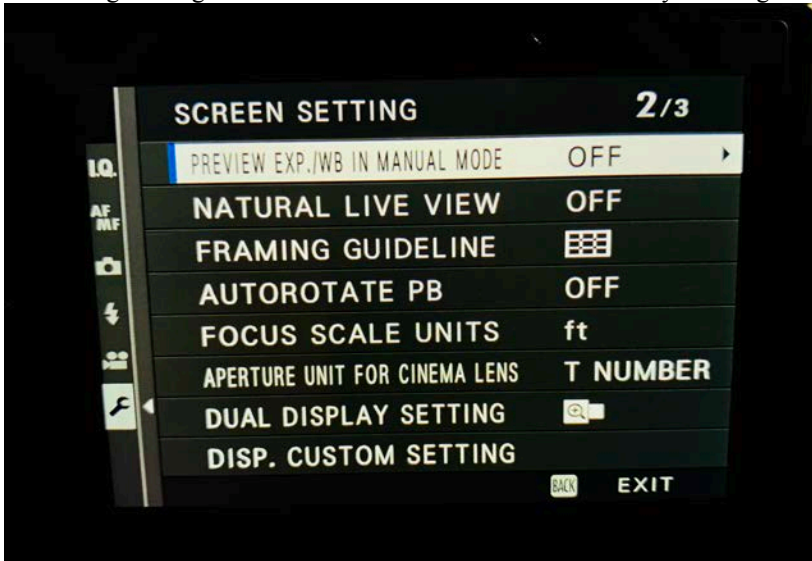 SCREEN SETTING 2/3
I.Q.
PREVIEW EXP./WB IN MANUAL MODE OFF
AF
MF
NATURAL LIVE VIEW OFF
FRAMING GUIDELINE
AUTOROTATE PB OFF
FOCUS SCALE UNITS ft
APERTURE UNIT FOR CINEMA LENS T NUMBER
DUAL DISPLAY SETTING
DISP. CUSTOM SETTING
BACK EXIT